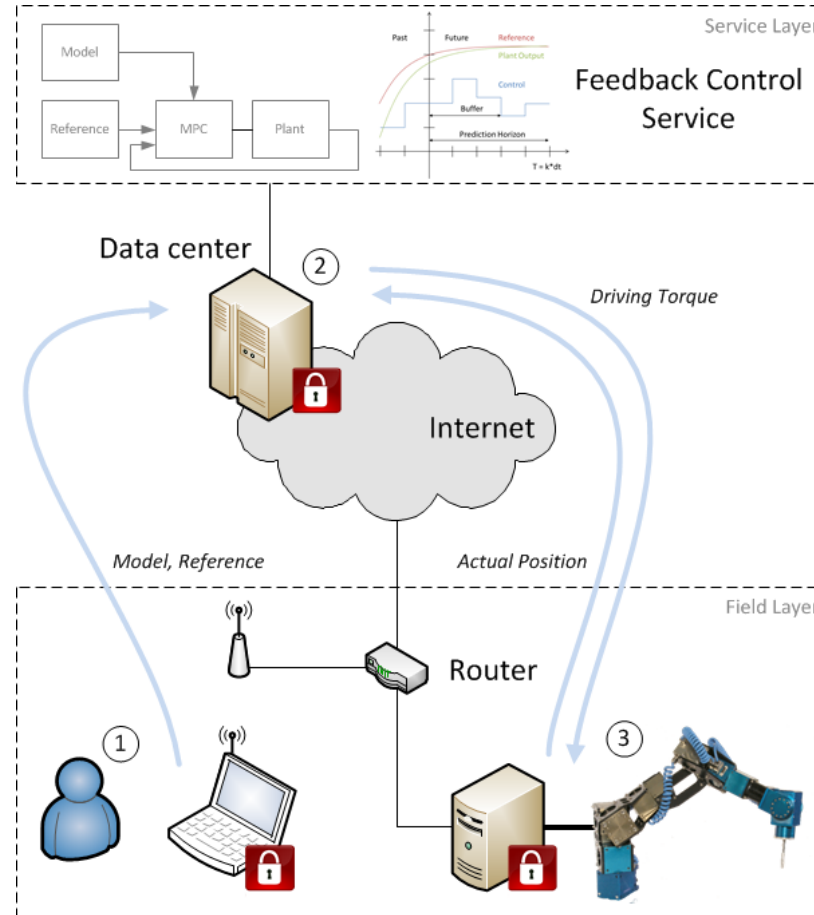 Service Layer
Model
Reference
MPC
Plant
Past
Future
Reference
Plant Output
Control
Buffer
Prediction Horizon
T = k*dt
Feedback Control
Service
Data center
2
Driving Torque
Internet
Model, Reference
Actual Position
Field Layer
Router
1
3